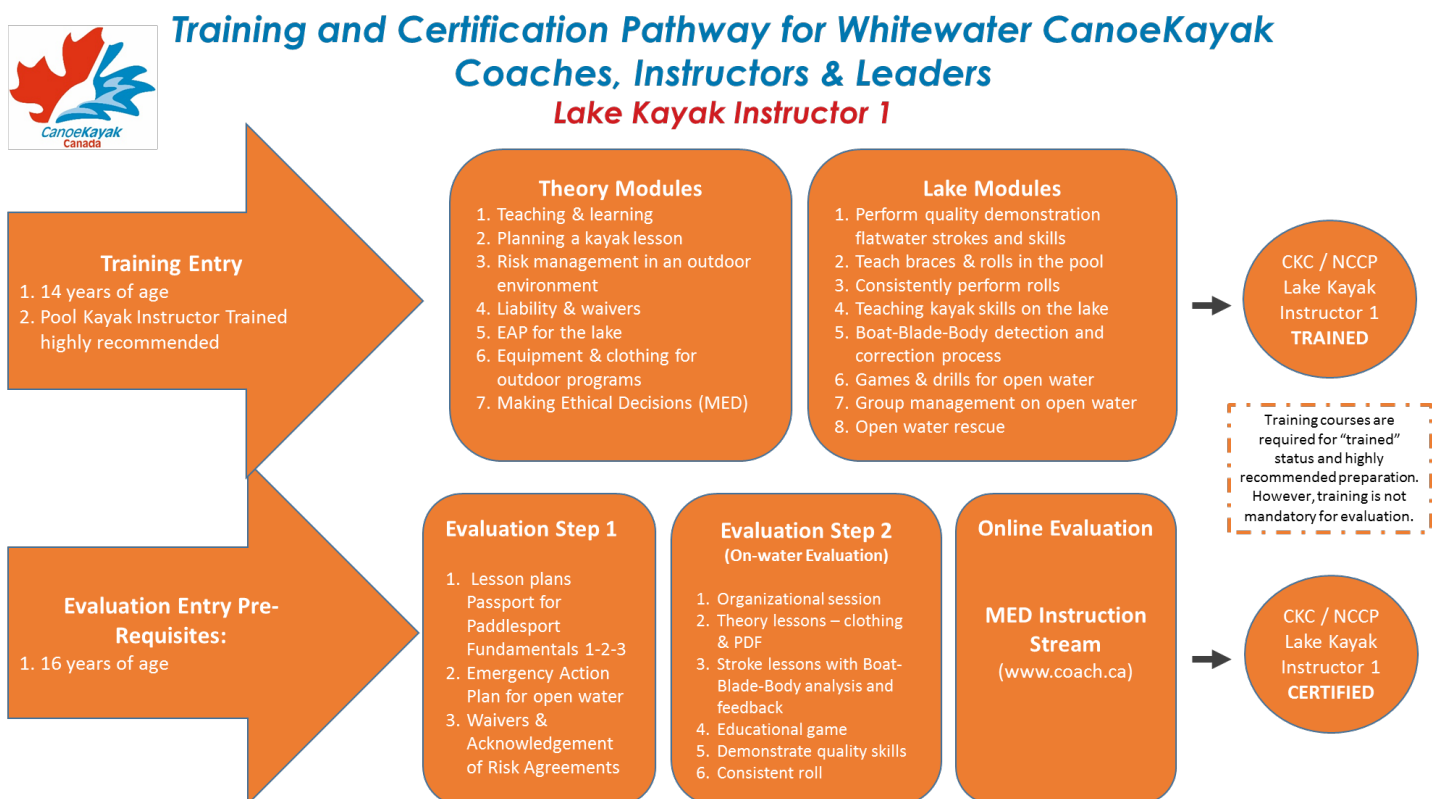 Training and Certification Pathway for Whitewater CanoeKayak
Coaches, Instructors & Leaders
Lake Kayak Instructor 1
CanoeKayak
Canada
Training Entry
1. 14 years of age
2. Pool Kayak Instructor Trained
highly recommended
Theory Modules
1. Teaching & learning
2. Planning a kayak lesson
3. Risk management in an outdoor
environment
4. Liability & waivers
5. EAP for the lake
6. Equipment & clothing for
outdoor programs
7. Making Ethical Decisions (MED)
Lake Modules
1. Perform quality demonstration
flatwater strokes and skills
2. Teach braces & rolls in the pool
3. Consistently perform rolls
4. Teaching kayak skills on the lake
5. Boat-Blade-Body detection and
correction process
6. Games & drills for open water
7. Group management on open water
8. Open water rescue
CKC / NCCP
Lake Kayak
Instructor 1
TRAINED
Training courses are
required for “trained”
status and highly
recommended preparation.
However, training is not
mandatory for evaluation.
Evaluation Entry Pre-
Requisites:
1. 16 years of age
Evaluation Step 1
1. Lesson plans
Passport for
Paddlesport
Fundamentals 1-2-3
2. Emergency Action
Plan for open water
3. Waivers &
Acknowledgement
of Risk Agreements
Evaluation Step 2
(On-water Evaluation)
1. Organizational session
2. Theory lessons – clothing
& PDF
3. Stroke lessons with Boat-
Blade-Body analysis and
feedback
4. Educational game
5. Demonstrate quality skills
6. Consistent roll
Online Evaluation
MED Instruction
Stream
(www.coach.ca)
CKC / NCCP
Lake Kayak
Instructor 1
CERTIFIED